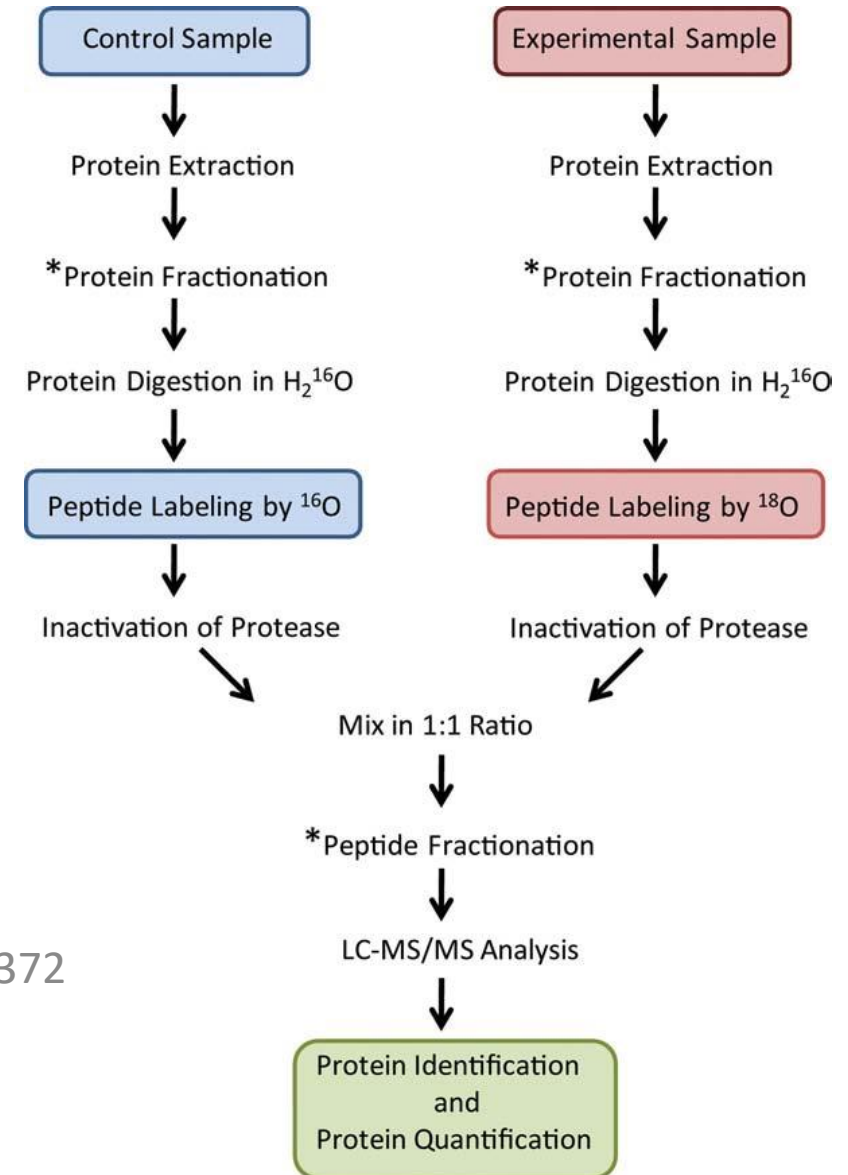 Control Sample
Experimental Sample
Protein Extraction
Protein Extraction
*Protein Fractionation
*Protein Fractionation
Protein Digestion in H₂¹⁶O
Protein Digestion in H₂¹⁶O
Peptide Labeling by ¹⁶O
Peptide Labeling by ¹⁸O
Inactivation of Protease
Inactivation of Protease
Mix in 1:1 Ratio
*Peptide Fractionation
LC-MS/MS Analysis
372
Protein Identification
and
Protein Quantification